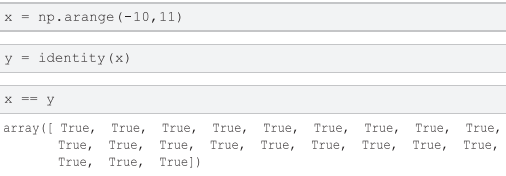 x = np.arange(-10,11)
y = identity(x)
x == y
array([ True, True, True, True, True, True, True, True, True,
True, True, True, True, True, True, True, True, True,
True, True, True])